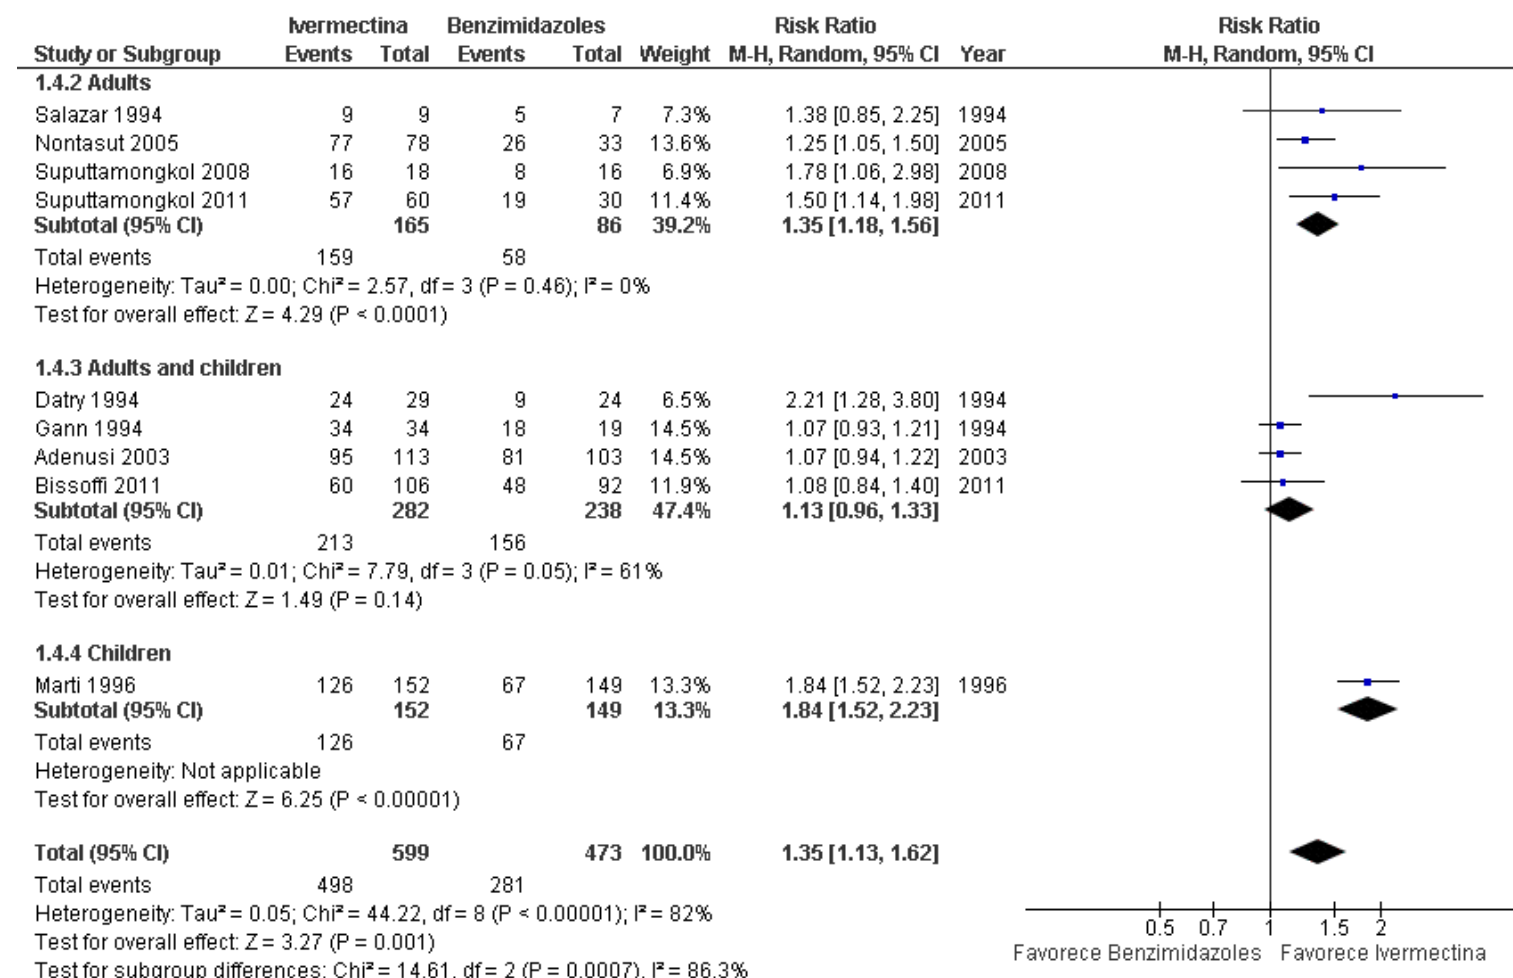 Ivermectina Benzimidazoles Risk Ratio Risk Ratio
Study or Subgroup Events Total Events Total Weight M-H, Random, 95% CI Year M-H, Random, 95% CI
1.4.2 Adults
Salazar 1994 9 9 5 7 7.3% 1.38 [0.85, 2.25] 1994
Nontasut 2005 77 78 26 33 13.6% 1.25 [1.05, 1.50] 2005
Suputtamongkol 2008 16 18 8 16 6.9% 1.78 [1.06, 2.98] 2008
Suputtamongkol 2011 57 60 19 30 11.4% 1.50 [1.14, 1.98] 2011
Subtotal (95% CI) 165 86 39.2% 1.35 [1.18, 1.56]
Total events 159 58
Heterogeneity: Tau² = 0.00; Chi² = 2.57, df = 3 (P = 0.46); I² = 0%
Test for overall effect: Z = 4.29 (P < 0.0001)
1.4.3 Adults and children
Datry 1994 24 29 9 24 6.5% 2.21 [1.28, 3.80] 1994
Gann 1994 34 34 18 19 14.5% 1.07 [0.93, 1.21] 1994
Adenusi 2003 95 113 81 103 14.5% 1.07 [0.94, 1.22] 2003
Bissoffi 2011 60 106 48 92 11.9% 1.08 [0.84, 1.40] 2011
Subtotal (95% CI) 282 238 47.4% 1.13 [0.96, 1.33]
Total events 213 156
Heterogeneity: Tau² = 0.01; Chi² = 7.79, df = 3 (P = 0.05); I² = 61%
Test for overall effect: Z = 1.49 (P = 0.14)
1.4.4 Children
Marti 1996 126 152 67 149 13.3% 1.84 [1.52, 2.23] 1996
Subtotal (95% CI) 152 149 13.3% 1.84 [1.52, 2.23]
Total events 126 67
Heterogeneity: Not applicable
Test for overall effect: Z = 6.25 (P < 0.00001)
Total (95% CI) 599 473 100.0% 1.35 [1.13, 1.62]
Total events 498 281
Heterogeneity: Tau² = 0.05; Chi² = 44.22, df = 8 (P < 0.00001); I² = 82%
Test for overall effect: Z = 3.27 (P = 0.001)
Test for subgroup differences: Chi² = 14.61, df = 2 (P = 0.0007), I² = 86.3%
0.5 0.7 1 1.5 2
Favorece Benzimidazoles Favorece Ivermectina